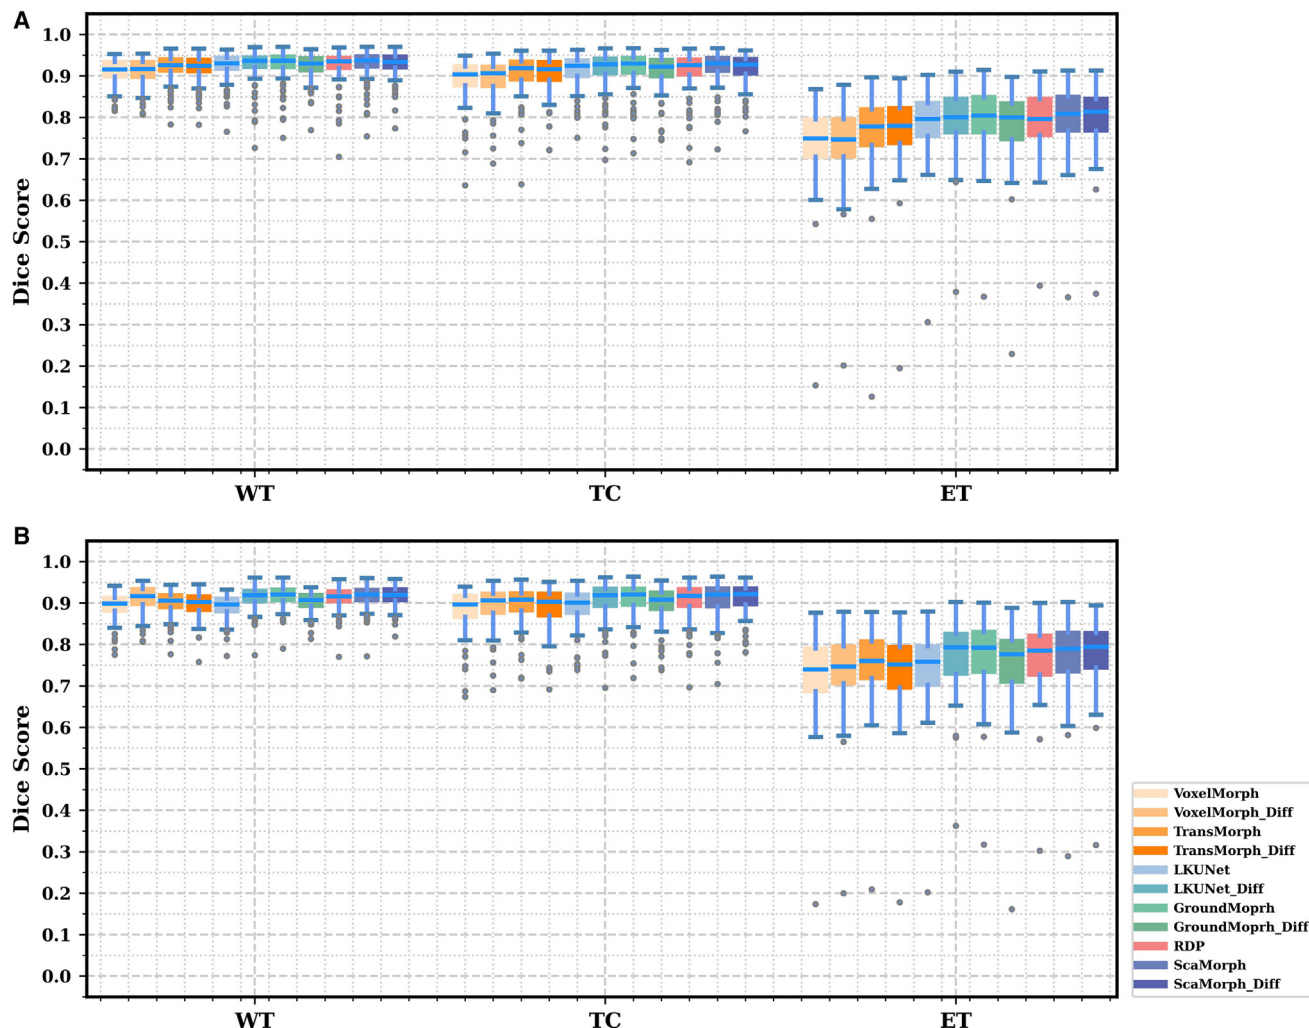 A
1.0
0.9
0.8
0.7
0.6
0.5
0.4
0.3
0.2
0.1
0.0
Dice Score
WT TC ET
B
1.0
0.9
0.8
0.7
0.6
0.5
0.4
0.3
0.2
0.1
0.0
Dice Score
WT TC ET
VoxelMorph
VoxelMorph_Diff
TransMorph
TransMorph_Diff
LKUNet
LKUNet_Diff
GroundMoprh
GroundMoprh_Diff
RDP
ScaMorph
ScaMorph_Diff